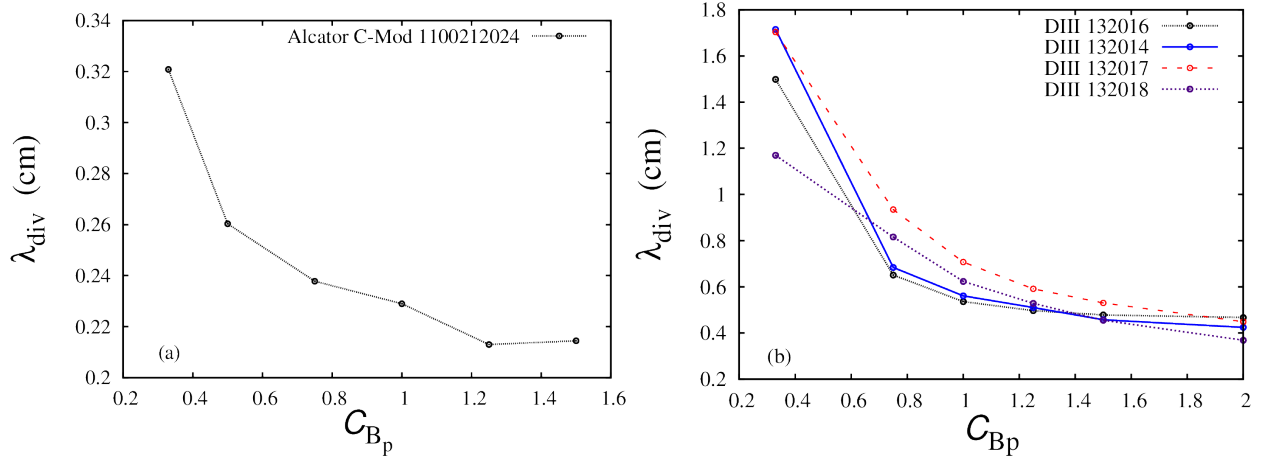 Alcator C-Mod 1100212024
0.34
0.32
0.3
0.28
0.26
0.24
0.22
0.2
λdiv (cm)
(a)
0.2 0.4 0.6 0.8 1 1.2 1.4 1.6
CBp
DIII 132016
DIII 132014
DIII 132017
DIII 132018
1.8
1.6
1.4
1.2
1
0.8
0.6
0.4
0.2
λdiv (cm)
(b)
0.2 0.4 0.6 0.8 1 1.2 1.4 1.6 1.8 2
CBp